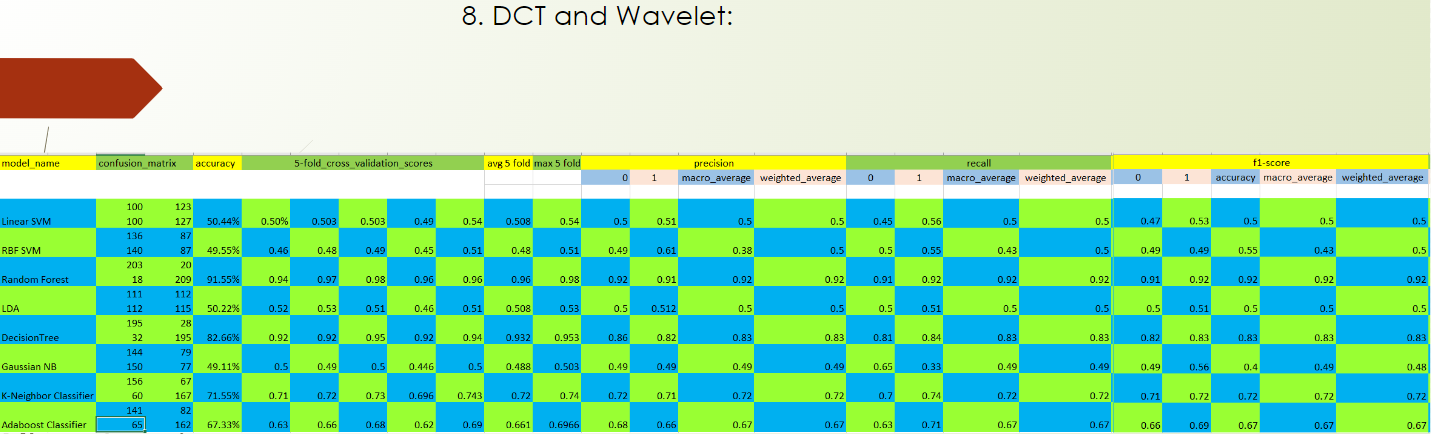 8. DCT and Wavelet:
model_name confusion_matrix accuracy 5-fold_cross_validation_scores avg 5 fold max 5 fold precision recall f1-score
0 1 macro_average weighted_average 0 1 macro_average weighted_average 0 1 accuracy macro_average weighted_average
100 123
Linear SVM 100 127 50.44% 0.50% 0.503 0.503 0.49 0.54 0.508 0.54 0.5 0.51 0.5 0.5 0.45 0.56 0.5 0.5 0.47 0.53 0.5 0.5 0.5
136 87
RBF SVM 140 87 49.55% 0.46 0.48 0.49 0.45 0.51 0.48 0.51 0.49 0.61 0.38 0.5 0.5 0.55 0.43 0.5 0.49 0.49 0.55 0.43 0.5
203 20
Random Forest 18 209 91.55% 0.94 0.97 0.98 0.96 0.96 0.96 0.98 0.92 0.91 0.92 0.92 0.91 0.92 0.92 0.92 0.91 0.92 0.92 0.92 0.92
111 112
LDA 112 115 50.22% 0.52 0.53 0.51 0.46 0.51 0.508 0.53 0.5 0.512 0.5 0.5 0.5 0.51 0.5 0.5 0.5 0.51 0.5 0.5 0.5
195 28
DecisionTree 32 195 82.66% 0.92 0.92 0.95 0.92 0.94 0.932 0.953 0.86 0.82 0.83 0.83 0.81 0.84 0.83 0.83 0.82 0.83 0.83 0.83 0.83
144 79
Gaussian NB 150 77 49.11% 0.5 0.49 0.5 0.446 0.5 0.488 0.503 0.49 0.49 0.49 0.49 0.65 0.33 0.49 0.49 0.49 0.56 0.4 0.49 0.48
156 67
K-Neighbor Classifier 60 167 71.55% 0.71 0.72 0.73 0.696 0.743 0.72 0.74 0.72 0.71 0.72 0.72 0.7 0.74 0.72 0.72 0.71 0.72 0.72 0.72 0.72
141 82
Adaboost Classifier 65 162 67.33% 0.63 0.66 0.68 0.62 0.69 0.661 0.6966 0.68 0.66 0.67 0.67 0.63 0.71 0.67 0.67 0.66 0.69 0.67 0.67 0.67